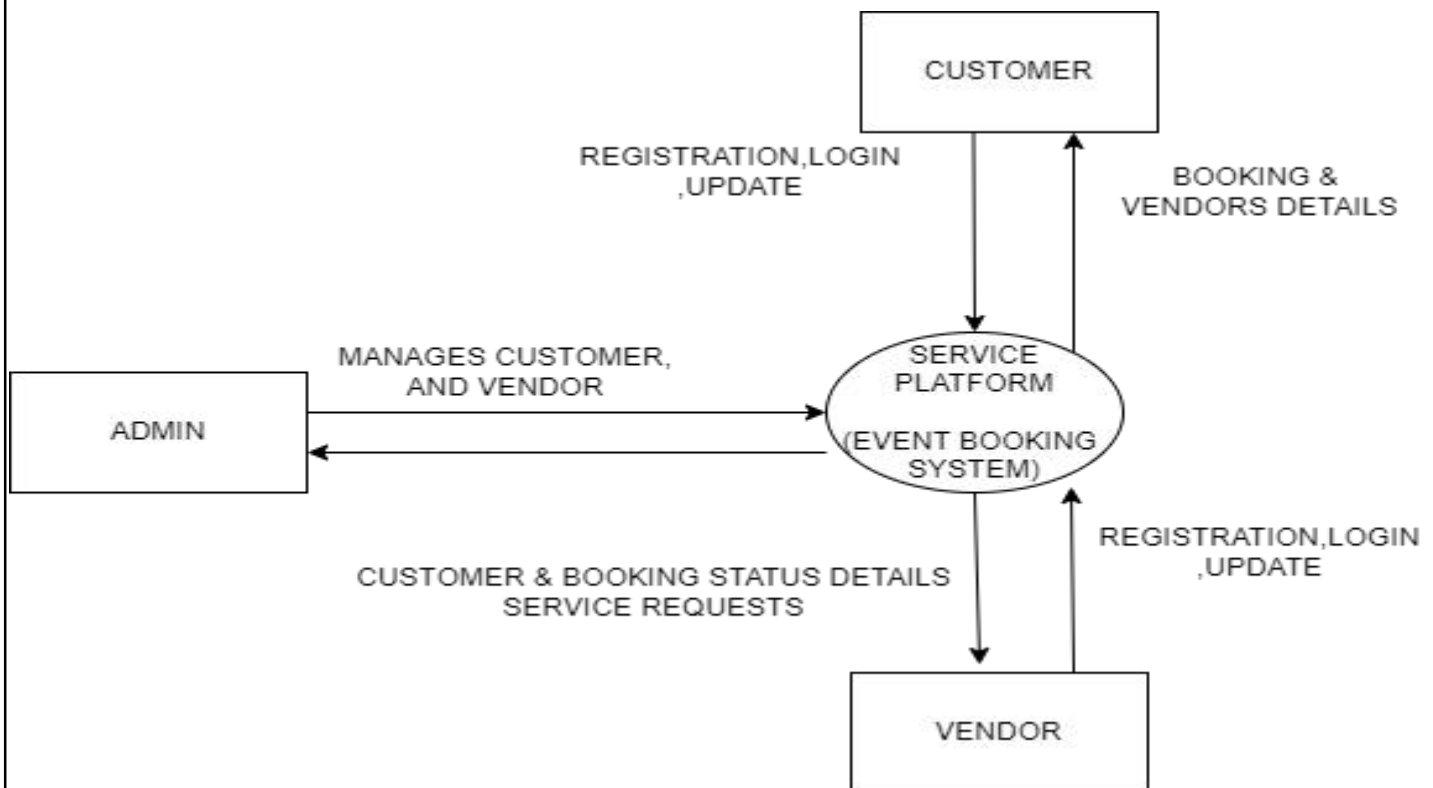 CUSTOMER
REGISTRATION,LOGIN
,UPDATE
BOOKING &
VENDORS DETAILS
MANAGES CUSTOMER,
AND VENDOR
SERVICE
PLATFORM
(EVENT BOOKING
SYSTEM)
ADMIN
REGISTRATION,LOGIN
,UPDATE
CUSTOMER & BOOKING STATUS DETAILS
SERVICE REQUESTS
VENDOR